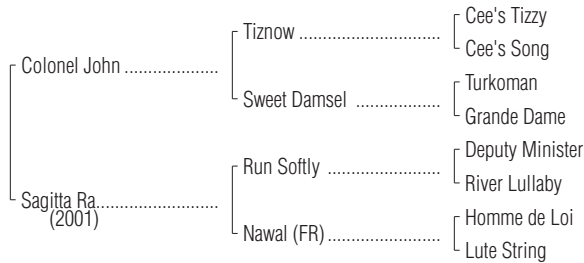 Cee's Tizzy
Tiznow ..................................
Cee's Song
Colonel John .......................
Turkoman
Sweet Damsel ....................
Grande Dame
Deputy Minister
Run Softly ...........................
River Lullaby
Sagitta Ra.............................
(2001)
Homme de Loi
Nawal (FR)...........................
Lute String